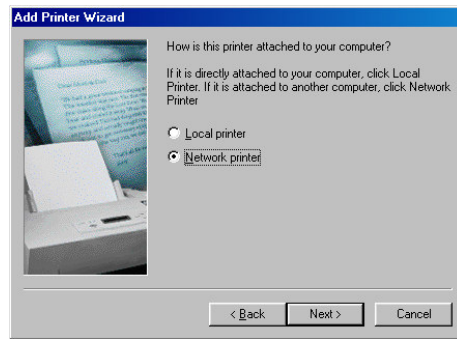 Add Printer Wizard
How is this printer attached to your computer?
If it is directly attached to your computer, click Local
Printer. If it is attached to another computer, click Network
Printer
Local printer
Network printer
< Back
Next >
Cancel